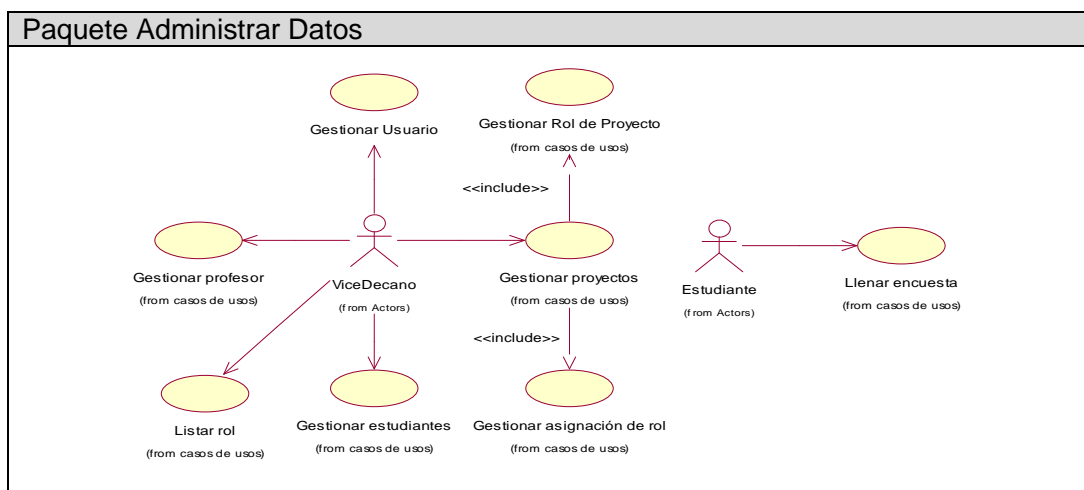 Paquete Administrar Datos
Gestionar Usuario
Gestionar Rol de Proyecto
(from casos de usos)
<<include>>
Gestionar profesor
(from casos de usos)
ViceDecano
(from Actors)
Gestionar proyectos
(from casos de usos)
Estudiante
(from Actors)
Llenar encuesta
(from casos de usos)
<<include>>
Listar rol
(from casos de usos)
Gestionar estudiantes
(from casos de usos)
Gestionar asignación de rol
(from casos de usos)